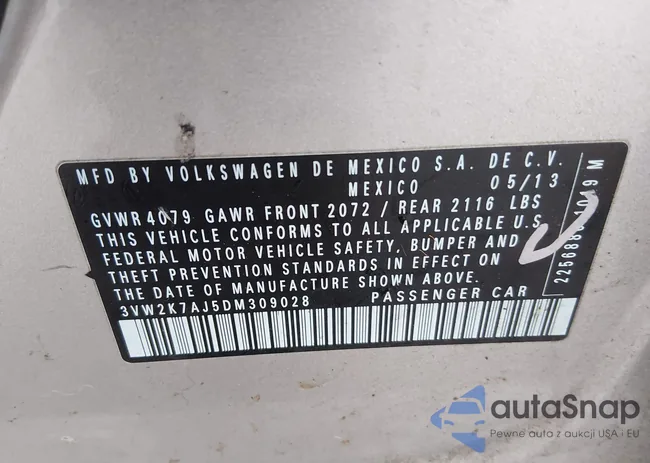 MFD BY VOLKSWAGEN DE MEXICO S.A. DE C.V.
MEXICO 05/13
GVWR 4079 GAWR FRONT 2072 / REAR 2116 LBS
THIS VEHICLE CONFORMS TO ALL APPLICABLE U.S.
FEDERAL MOTOR VEHICLE SAFETY, BUMPER AND
THEFT PREVENTION STANDARDS IN EFFECT ON
THE DATE OF MANUFACTURE SHOWN ABOVE.
3VW2K7AJ5DM309028 PASSENGER CAR
M
autaSnap
Pewne auta z aukcji USA - EU